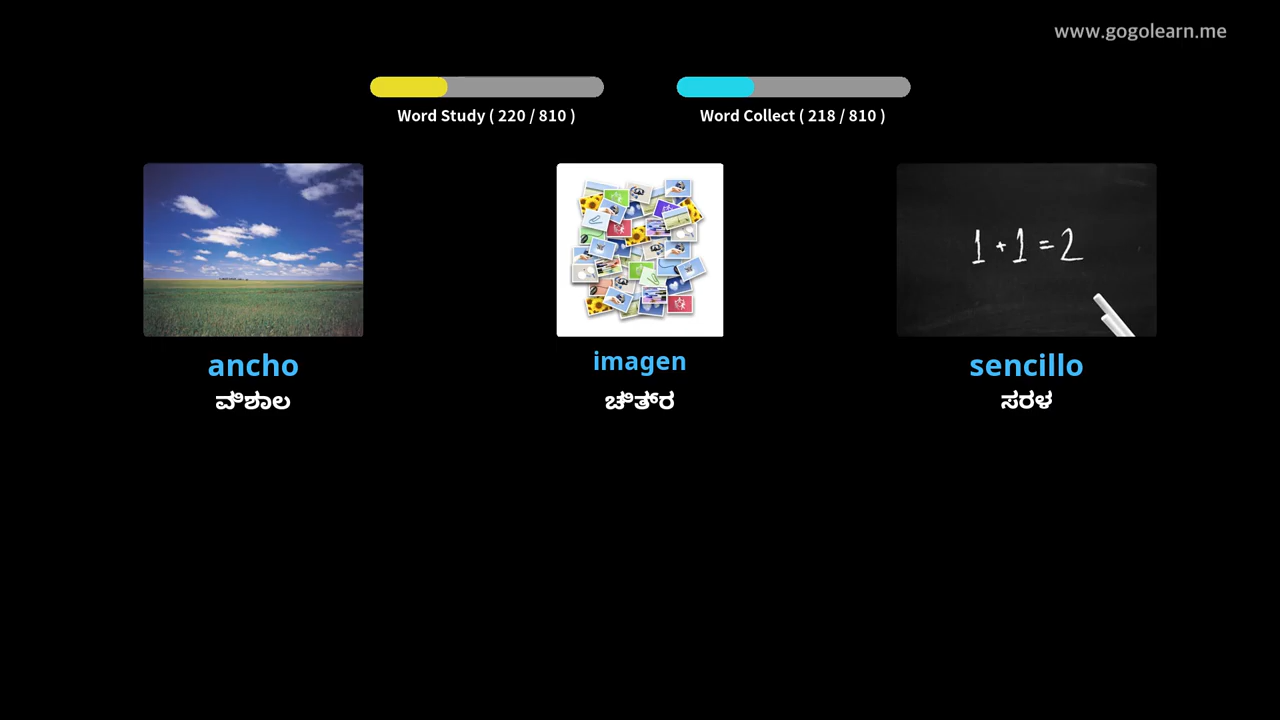 www.gogolearn.me
Word Study ( 220 / 810 )
Word Collect ( 218 / 810 )
1 + 1 = 2
ancho
imagen
sencillo
ವಿಶಾಲ
ಚಿತ್ರ
ಸರಳ